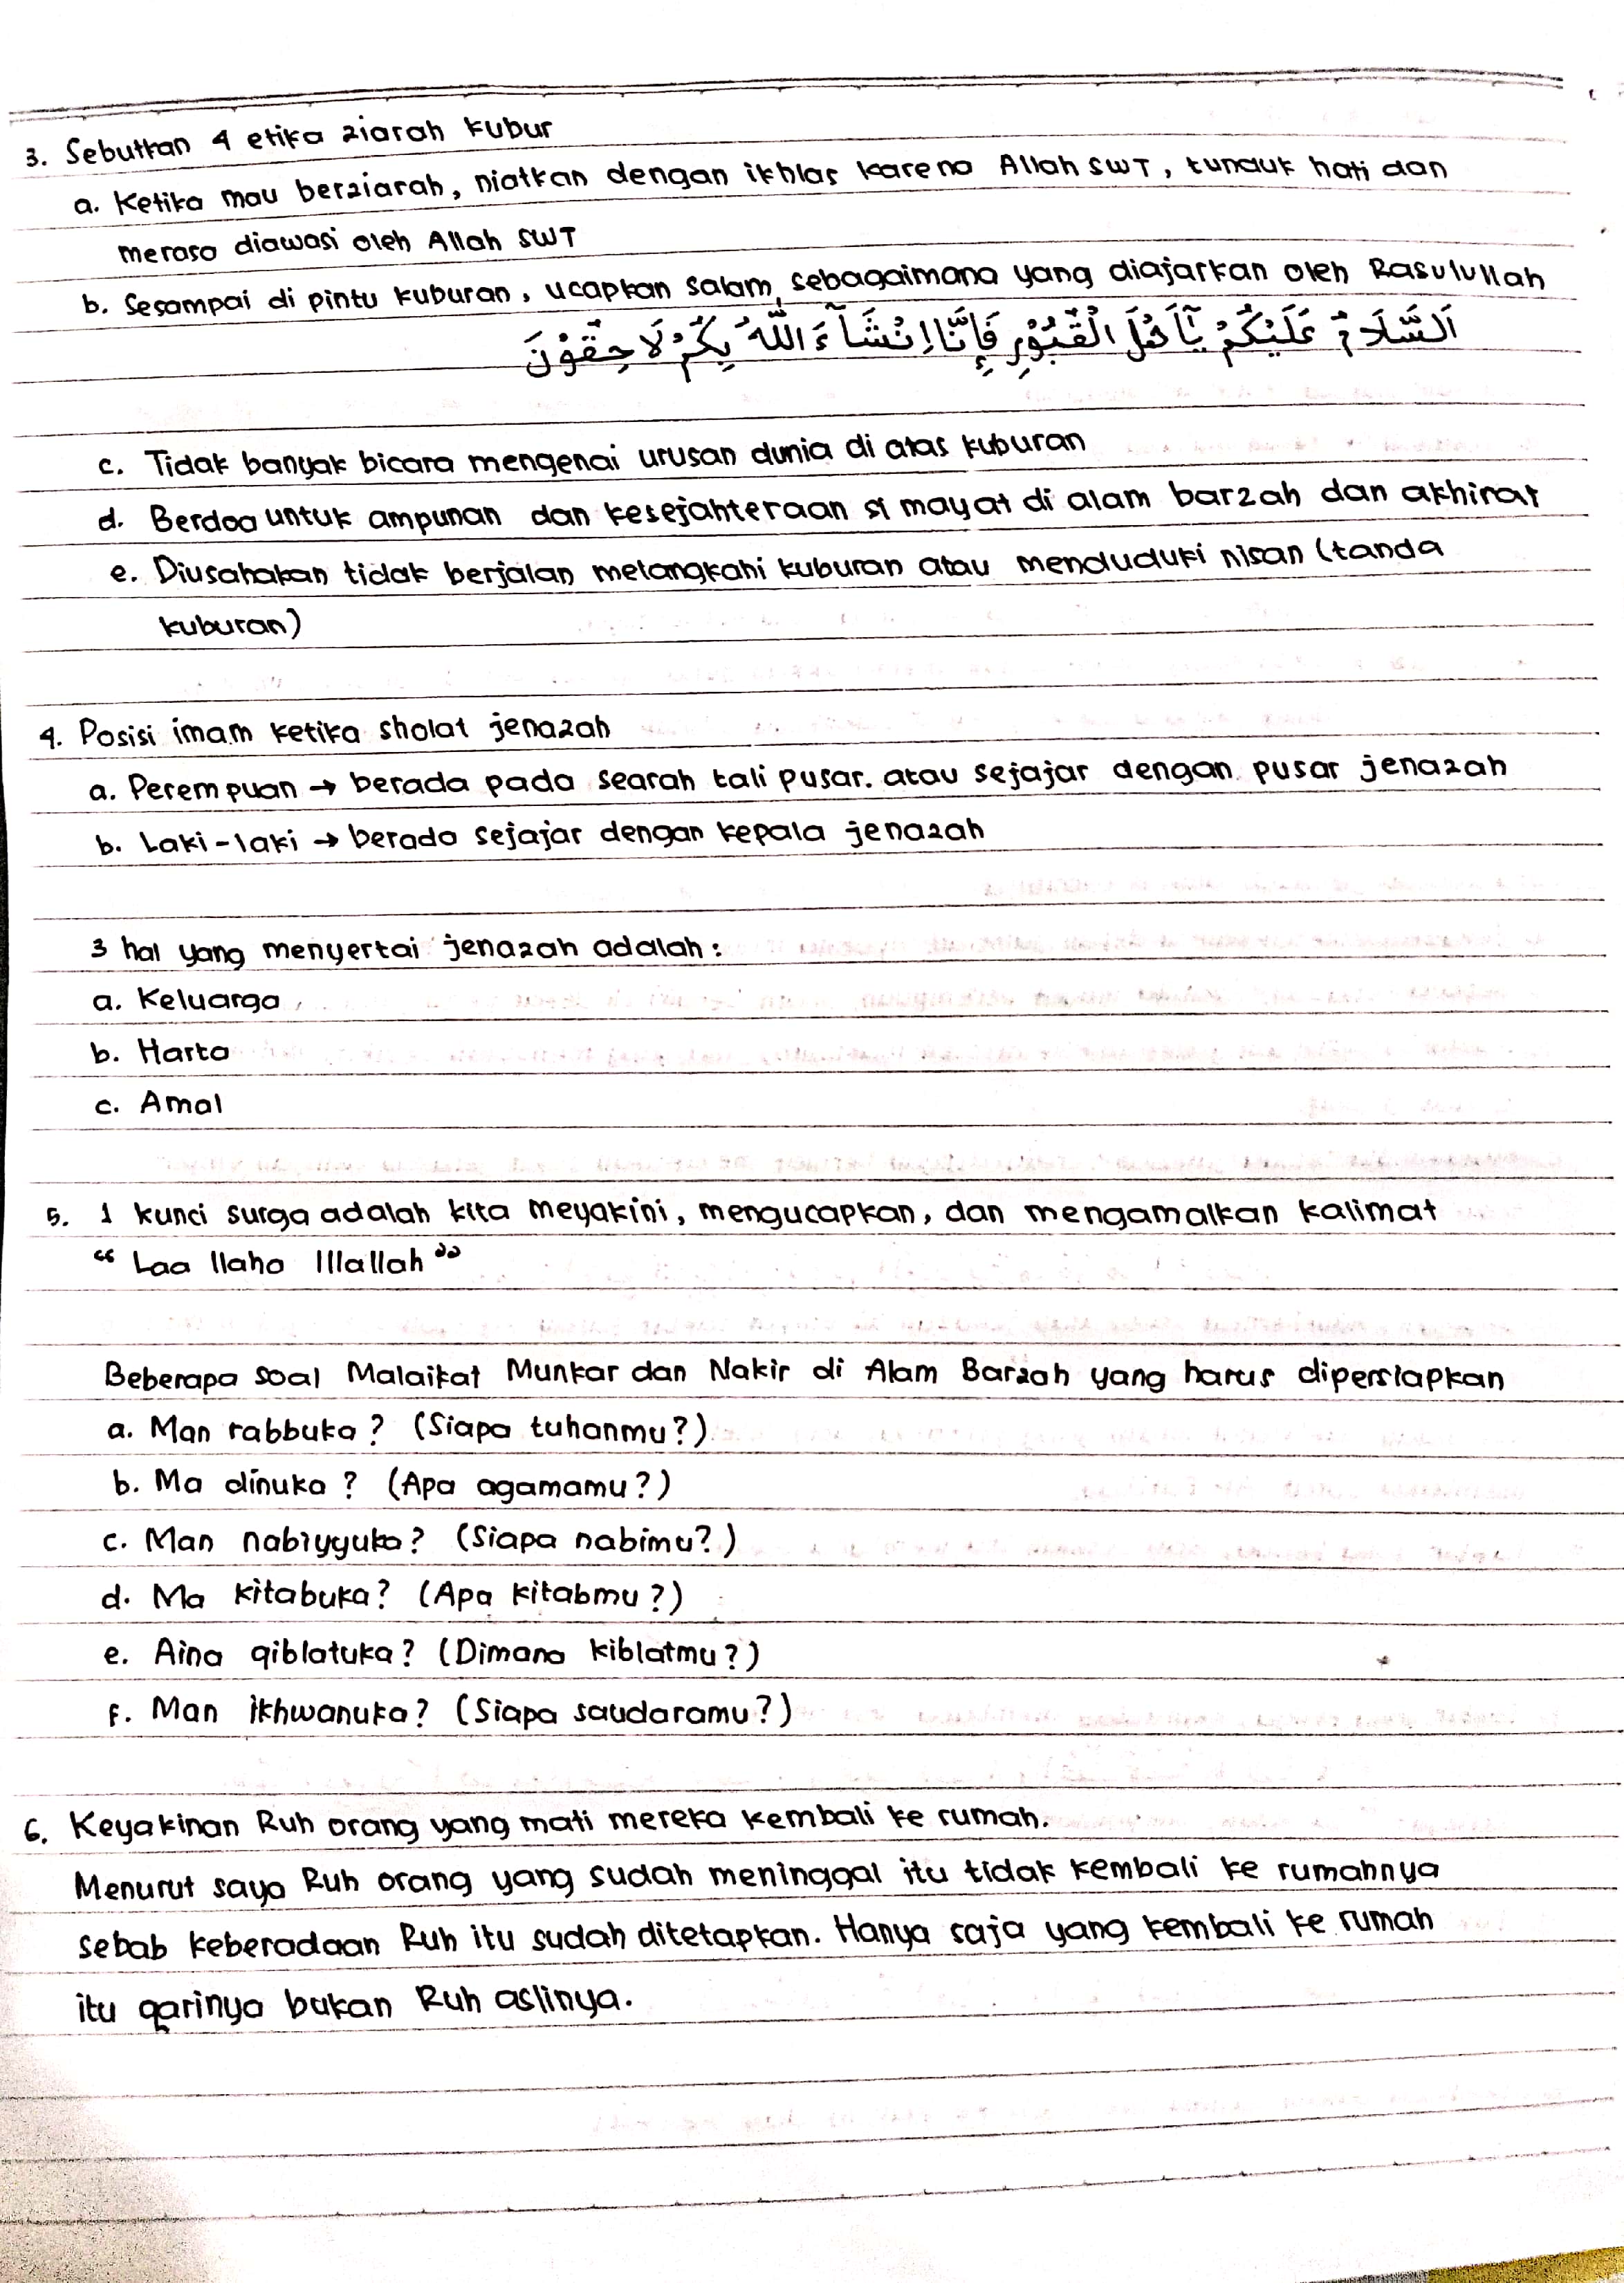 3. Sebutkan 4 etika ziarah kubur
a. Ketika mau berziarah, niatkan dengan ikhlas karena Allah SWT, tunduk hati dan
merasa diawasi oleh Allah SWT
b. Sesampai di pintu kuburan, ucapkan salam, sebagaimana yang diajarkan oleh Rasulullah
اَلسَّلَامُ عَلَيْكُمْ يَآاَهْلَ الْقُبُوْرِ فَإِنَّا اِنْشَآءَ اللّٰهُ بِكُمْ لَاحِقُوْنَ
c. Tidak banyak bicara mengenai urusan dunia di atas kuburan
d. Berdoa untuk ampunan dan kesejahteraan si mayat di alam barzah dan akhirat
e. Diusahakan tidak berjalan melangkahi kuburan atau menduduki nisan (tanda
kuburan)
4. Posisi imam ketika sholat jenazah
a. Perempuan → berada pada searah tali pusar. atau sejajar dengan pusar jenazah
b. Laki-laki → berada sejajar dengan kepala jenazah
3 hal yang menyertai jenazah adalah:
a. Keluarga
b. Harta
c. Amal
5. 1 kunci surga adalah kita meyakini, mengucapkan, dan mengamalkan kalimat
“ Laa Ilaha Illallah ”
Beberapa soal Malaikat Munkar dan Nakir di Alam Barzah yang harus dipersiapkan
a. Man rabbuka? (Siapa tuhanmu?)
b. Ma dinuka? (Apa agamamu?)
c. Man nabiyyuka? (Siapa nabimu?)
d. Ma kitabuka? (Apa kitabmu?)
e. Aina qiblatuka? (Dimana kiblatmu?)
f. Man ikhwanuka? (Siapa saudaramu?)
6. Keyakinan Ruh orang yang mati mereka kembali ke rumah.
Menurut saya Ruh orang yang sudah meninggal itu tidak kembali ke rumahnya
sebab keberadaan Ruh itu sudah ditetapkan. Hanya saja yang kembali ke rumah
itu qarinya bukan Ruh aslinya.